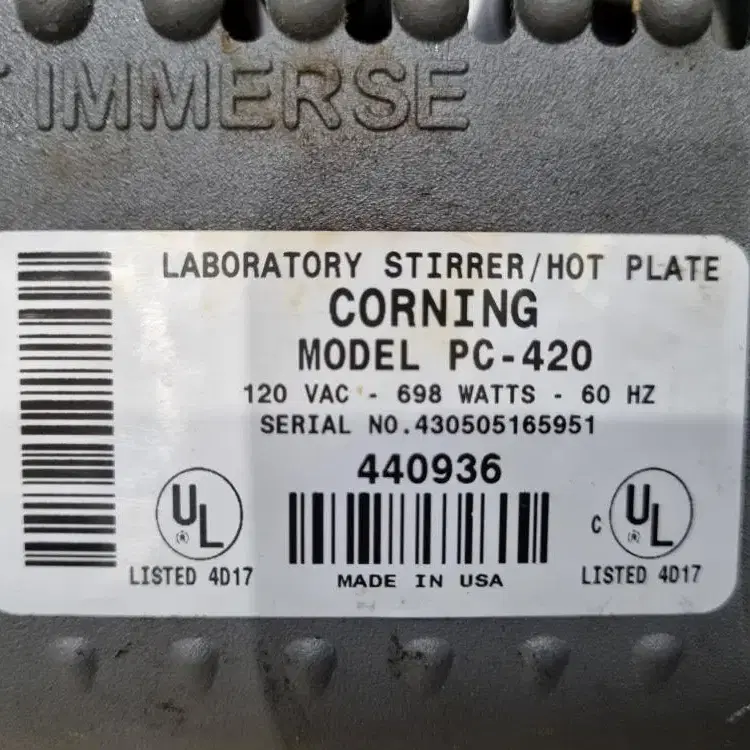 IMMERSE
LABORATORY STIRRER/HOT PLATE
CORNING
MODEL PC-420
120 VAC - 698 WATTS - 60 HZ
SERIAL NO.430505165951
440936
UL
R
LISTED 4D17
MADE IN USA
C
UL
R
LISTED 4D17